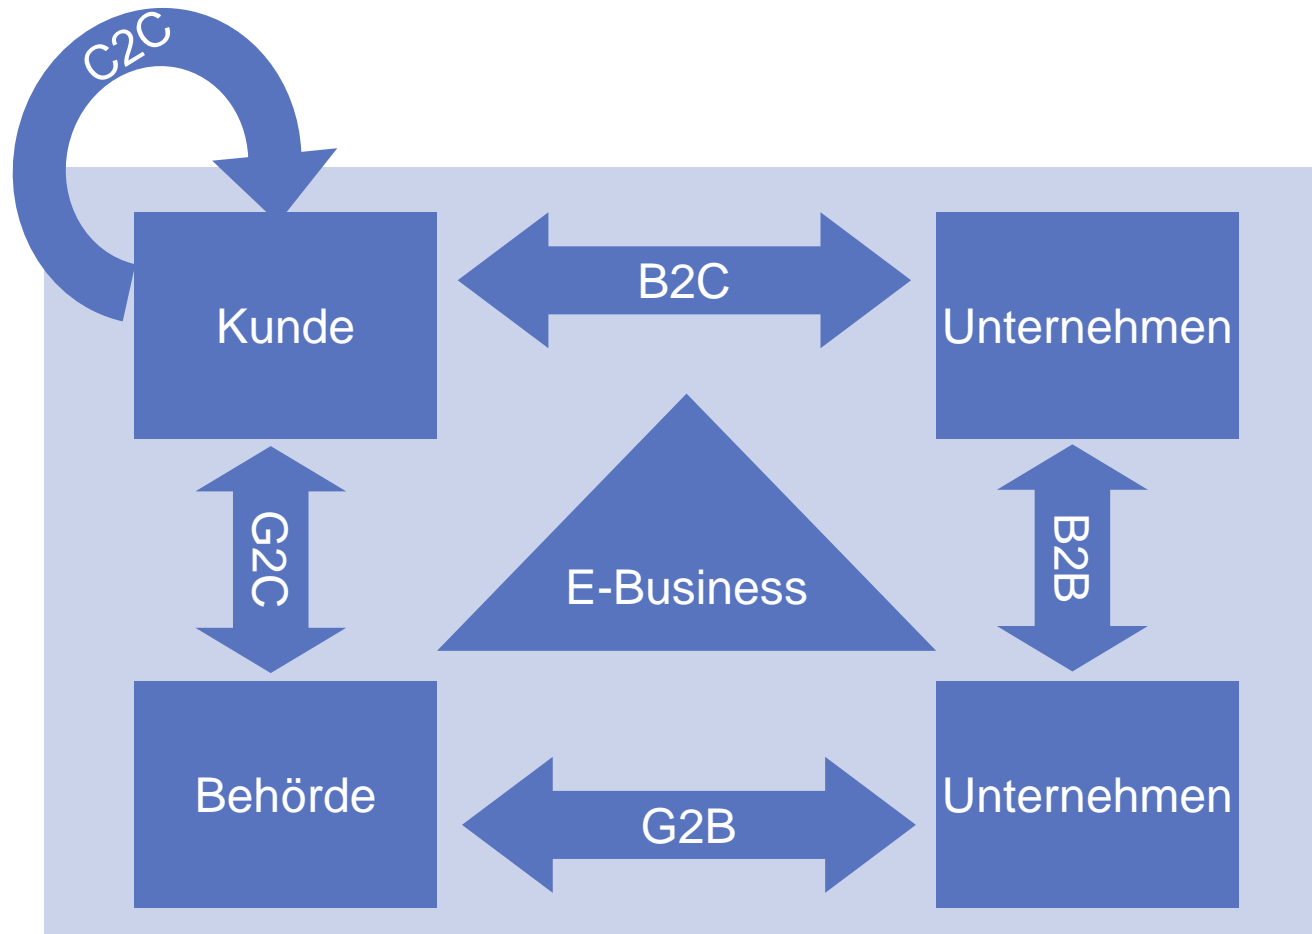 C2C
B2C
Kunde
Unternehmen
G2C
B2B
E-Business
Behörde
Unternehmen
G2B